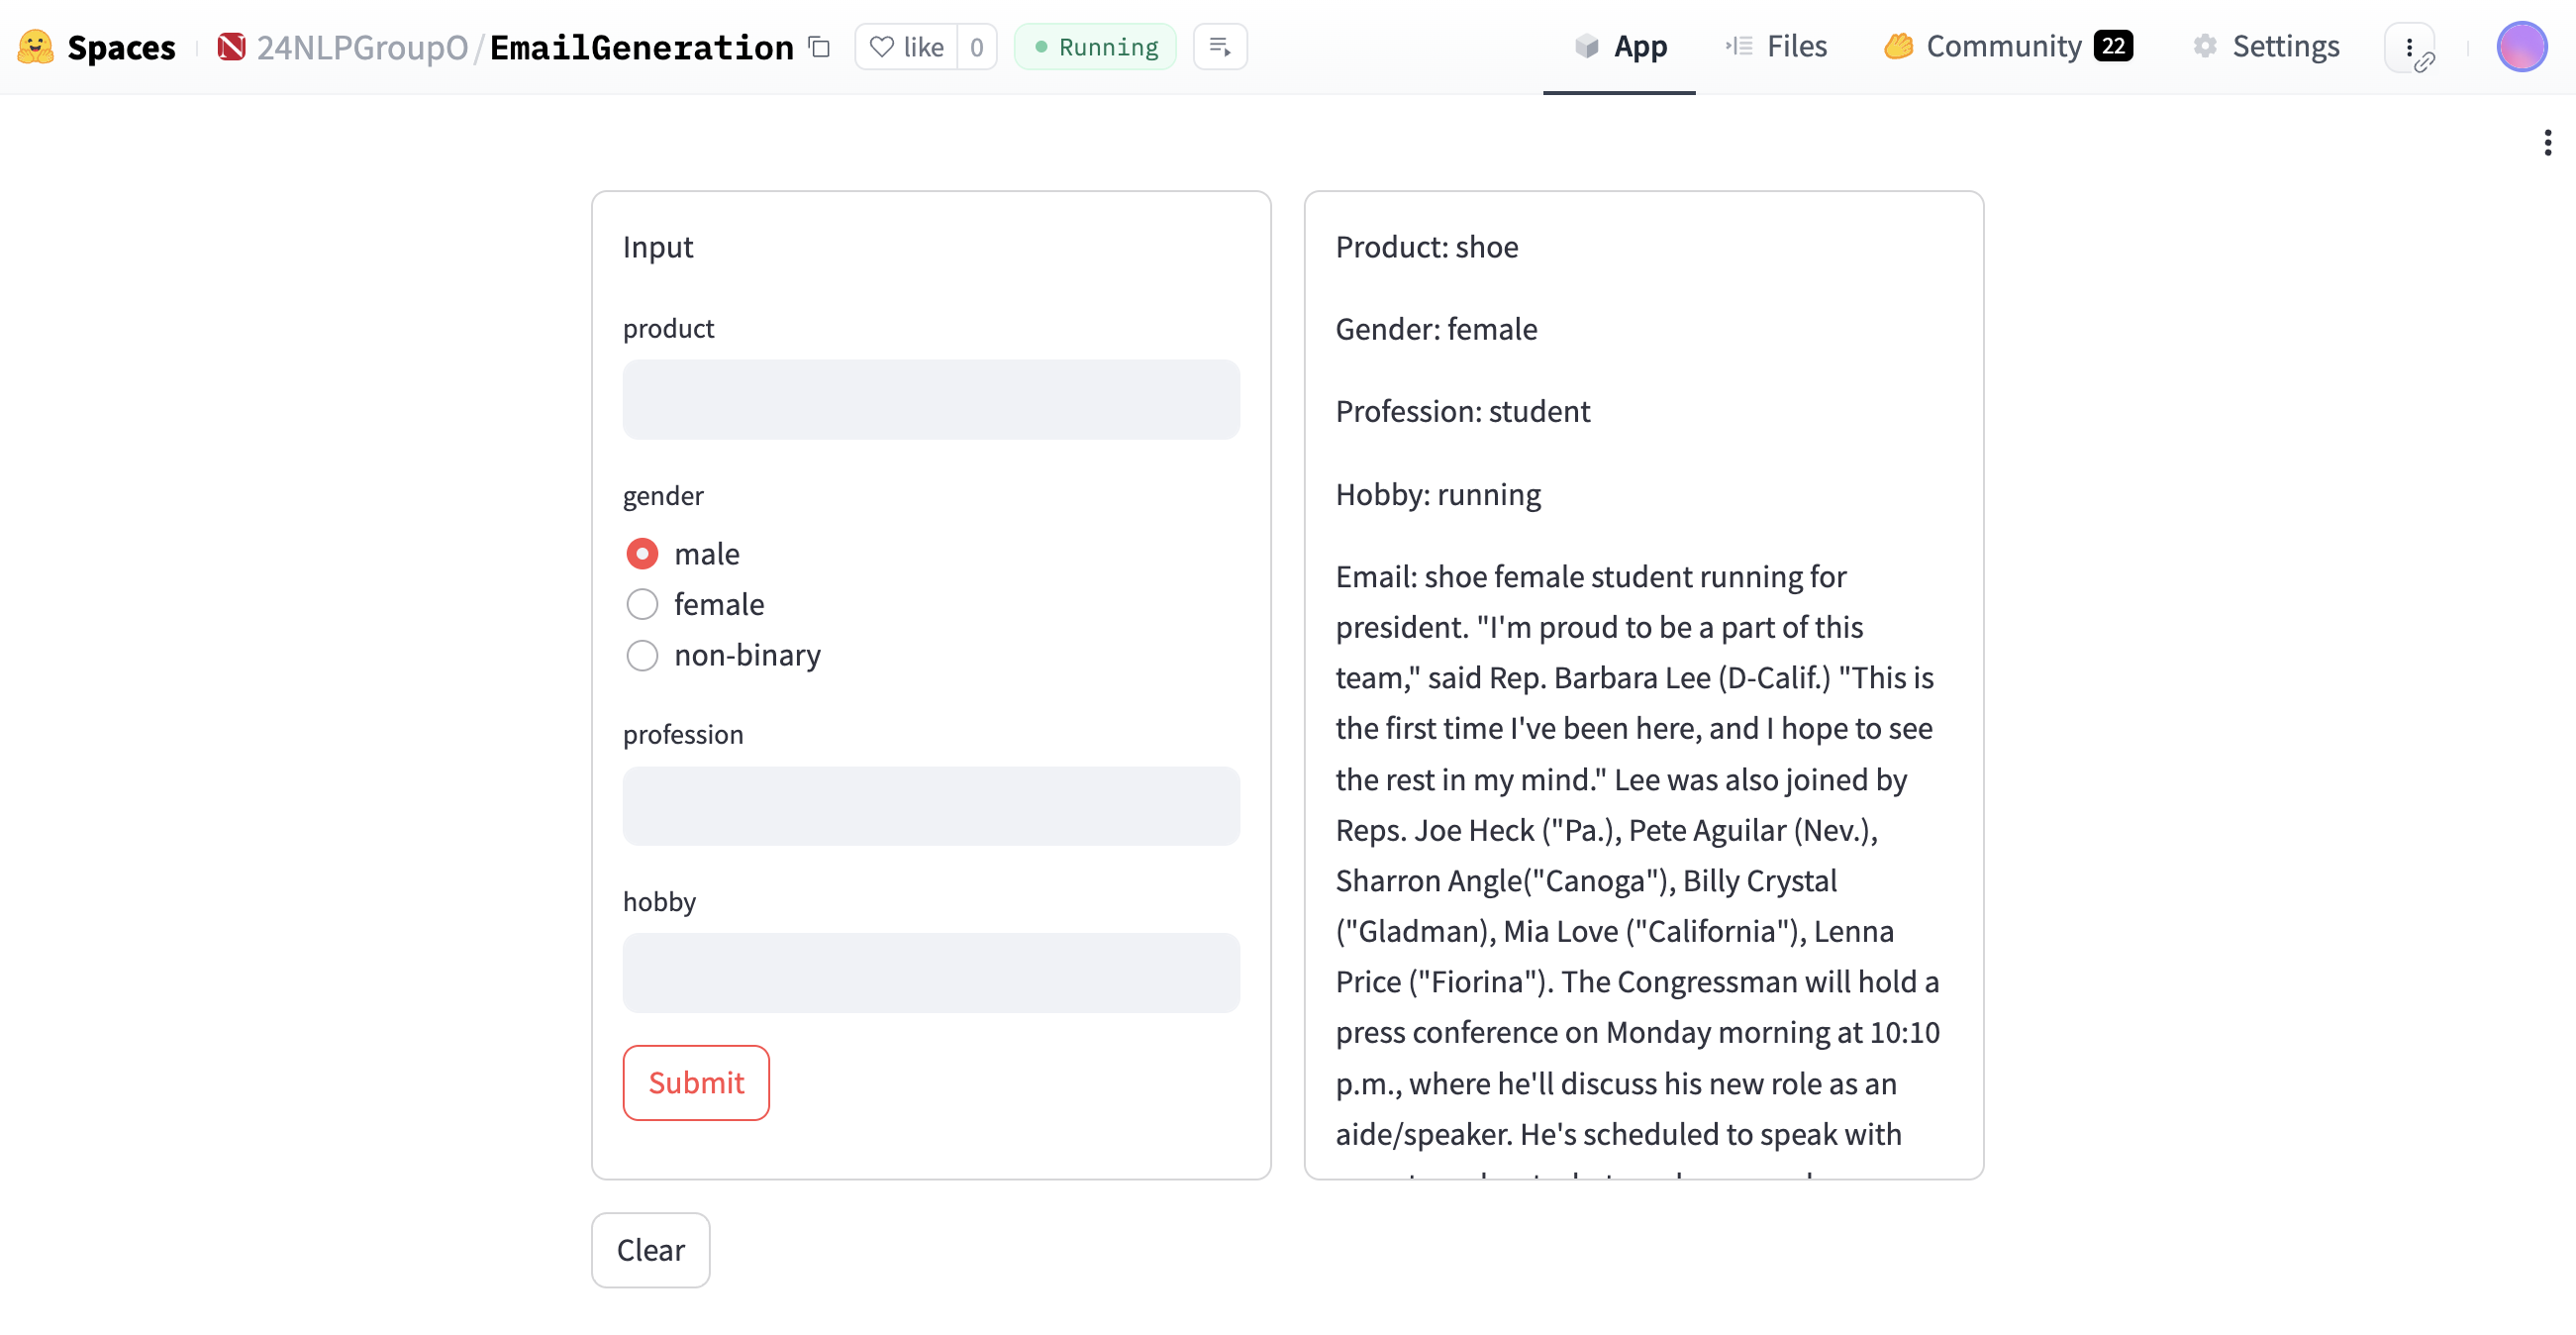 Spaces 24NLPGroupO/EmailGeneration like 0 Running App Files Community 22 Settings
Input
product
gender
male
female
non-binary
profession
hobby
Submit
Clear
Product: shoe
Gender: female
Profession: student
Hobby: running
Email: shoe female student running for
president. "I'm proud to be a part of this
team," said Rep. Barbara Lee (D-Calif.) "This is
the first time I've been here, and I hope to see
the rest in my mind." Lee was also joined by
Reps. Joe Heck ("Pa.), Pete Aguilar (Nev.),
Sharron Angle("Canoga"), Billy Crystal
("Gladman), Mia Love ("California"), Lenna
Price ("Fiorina"). The Congressman will hold a
press conference on Monday morning at 10:10
p.m., where he'll discuss his new role as an
aide/speaker. He's scheduled to speak with